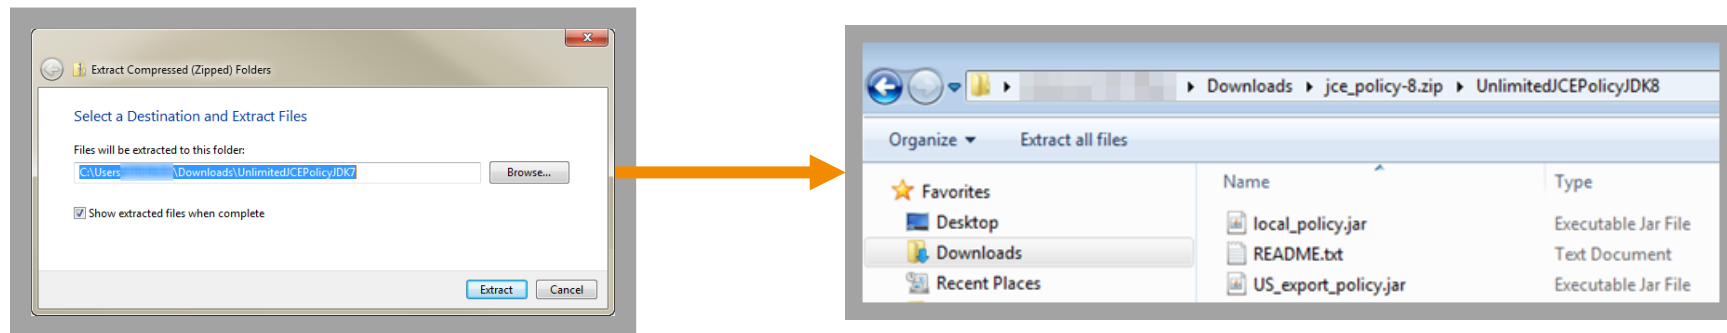 x
Extract Compressed (Zipped) Folders
Select a Destination and Extract Files
Files will be extracted to this folder:
C:\Users \Downloads\UnlimitedJCEPolicyJDK7
Browse...
Show extracted files when complete
Extract Cancel
Downloads jce_policy-8.zip UnlimitedJCEPolicyJDK8
Organize Extract all files
Favorites
Desktop
Downloads
Recent Places
Name Type
local_policy.jar Executable Jar File
README.txt Text Document
US_export_policy.jar Executable Jar File